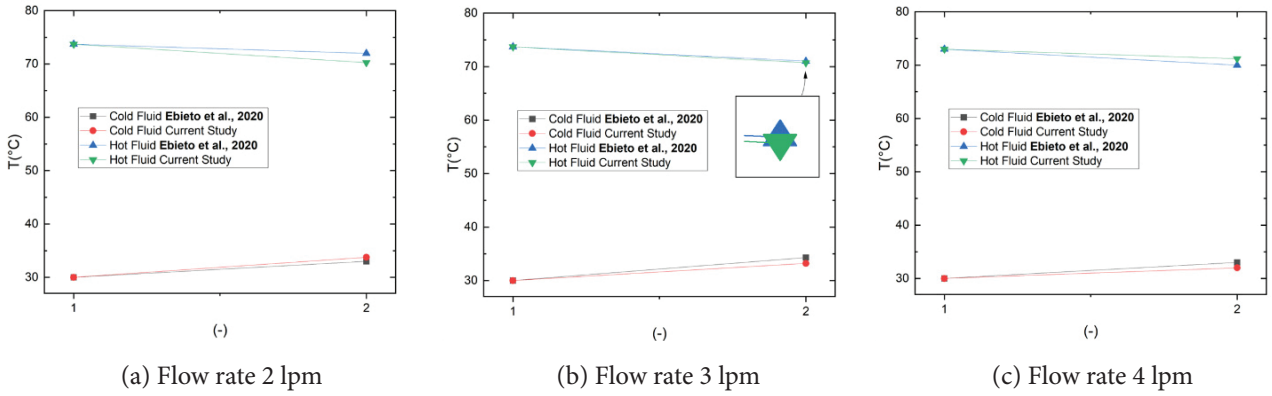 80
70
60
50
40
30
T(°C)
Cold Fluid Ebieto et al., 2020
Cold Fluid Current Study
Hot Fluid Ebieto et al., 2020
Hot Fluid Current Study
1
2
(-)
(a) Flow rate 2 lpm
80
70
60
50
40
30
T(°C)
Cold Fluid Ebieto et al., 2020
Cold Fluid Current Study
Hot Fluid Ebieto et al., 2020
Hot Fluid Current Study
1
2
(-)
(b) Flow rate 3 lpm
80
70
60
50
40
30
T(°C)
Cold Fluid Ebieto et al., 2020
Cold Fluid Current Study
Hot Fluid Ebieto et al., 2020
Hot Fluid Current Study
1
2
(-)
(c) Flow rate 4 lpm